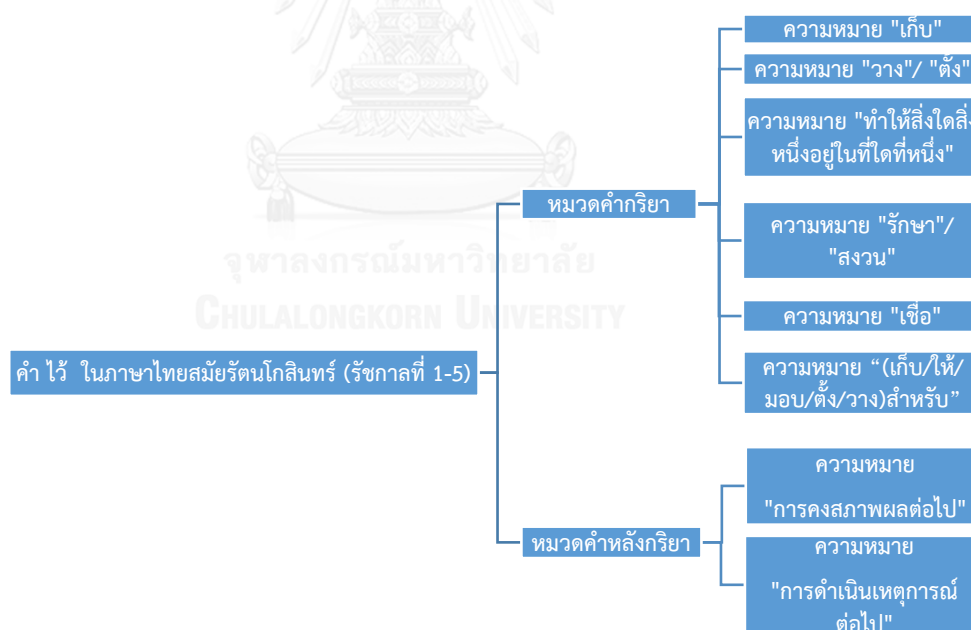 ความหมาย "เก็บ"
ความหมาย "วาง"/ "ตั้ง"
ความหมาย "ทำให้สิ่งใดสิ่ง
หนึ่งอยู่ในที่ใดที่หนึ่ง"
หมวดคำกริยา
ความหมาย "รักษา"/
"สงวน"
จุฬาลงกรณ์มหาวิทยาลัย
CHULALONGKORN UNIVERSITY
ความหมาย "เชื่อ"
คำ ไว้ ในภาษาไทยสมัยรัตนโกสินทร์ (รัชกาลที่ 1-5)
ความหมาย “(เก็บ/ให้/
มอบ/ตั้ง/วาง)สำหรับ”
ความหมาย
"การคงสภาพผลต่อไป"
หมวดคำหลังกริยา
ความหมาย
"การดำเนินเหตุการณ์
ต่อไป"